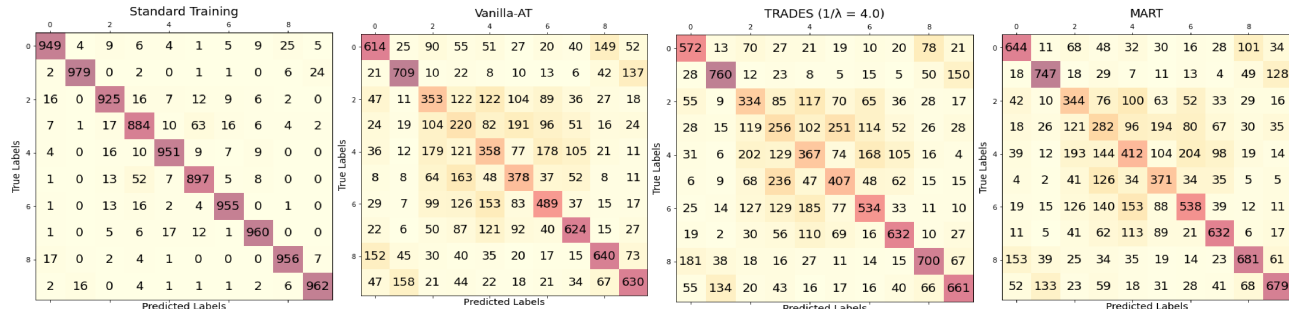 Standard Training
0 2 4 6 8
0 2 4 6 8
True Labels
949 4 9 6 4 1 5 9 25 5
2 979 0 2 0 1 1 0 6 24
16 0 925 16 7 12 9 6 2 0
7 1 17 884 10 63 16 6 4 2
4 0 16 10 951 9 7 9 0 0
1 0 13 52 7 897 5 8 0 0
1 0 13 16 2 4 955 0 1 0
1 0 5 6 17 12 1 960 0 0
17 0 2 4 1 0 0 0 956 7
2 16 0 4 1 1 1 2 6 962
Predicted Labels
Vanilla-AT
0 2 4 6 8
0 2 4 6 8
True Labels
614 25 90 55 51 27 20 40 149 52
21 709 10 22 8 10 13 6 42 137
47 11 353 122 122 104 89 36 27 18
24 19 104 220 82 191 96 51 16 24
36 12 179 121 358 77 178 105 21 11
8 8 64 163 48 378 37 52 8 11
29 7 99 126 153 83 489 37 15 17
22 6 50 87 121 92 40 624 15 27
152 45 30 40 35 20 17 15 640 73
47 158 21 44 22 18 21 34 67 630
Predicted Labels
TRADES (1/λ = 4.0)
0 2 4 6 8
0 2 4 6 8
True Labels
572 13 70 27 21 19 10 20 78 21
28 760 12 23 8 5 15 5 50 150
55 9 334 85 117 70 65 36 28 17
28 15 119 256 102 251 114 52 26 28
31 6 202 129 367 74 168 105 16 4
6 9 68 236 47 407 48 62 15 15
25 14 127 129 185 77 534 33 11 10
19 2 30 56 110 69 16 632 10 27
181 38 18 16 27 11 14 15 700 67
55 134 20 43 16 17 16 40 66 661
Predicted Labels
MART
0 2 4 6 8
0 2 4 6 8
True Labels
644 11 68 48 32 30 16 28 101 34
18 747 18 29 7 11 13 4 49 128
42 10 344 76 100 63 52 33 29 16
18 26 121 282 96 194 80 67 30 35
39 12 193 144 412 104 204 98 19 14
4 2 41 126 34 371 34 35 5 5
19 15 126 140 153 88 538 39 12 11
11 5 41 62 113 89 21 632 6 17
153 39 25 34 35 19 14 23 681 61
52 133 23 59 18 31 28 41 68 679
Predicted Labels